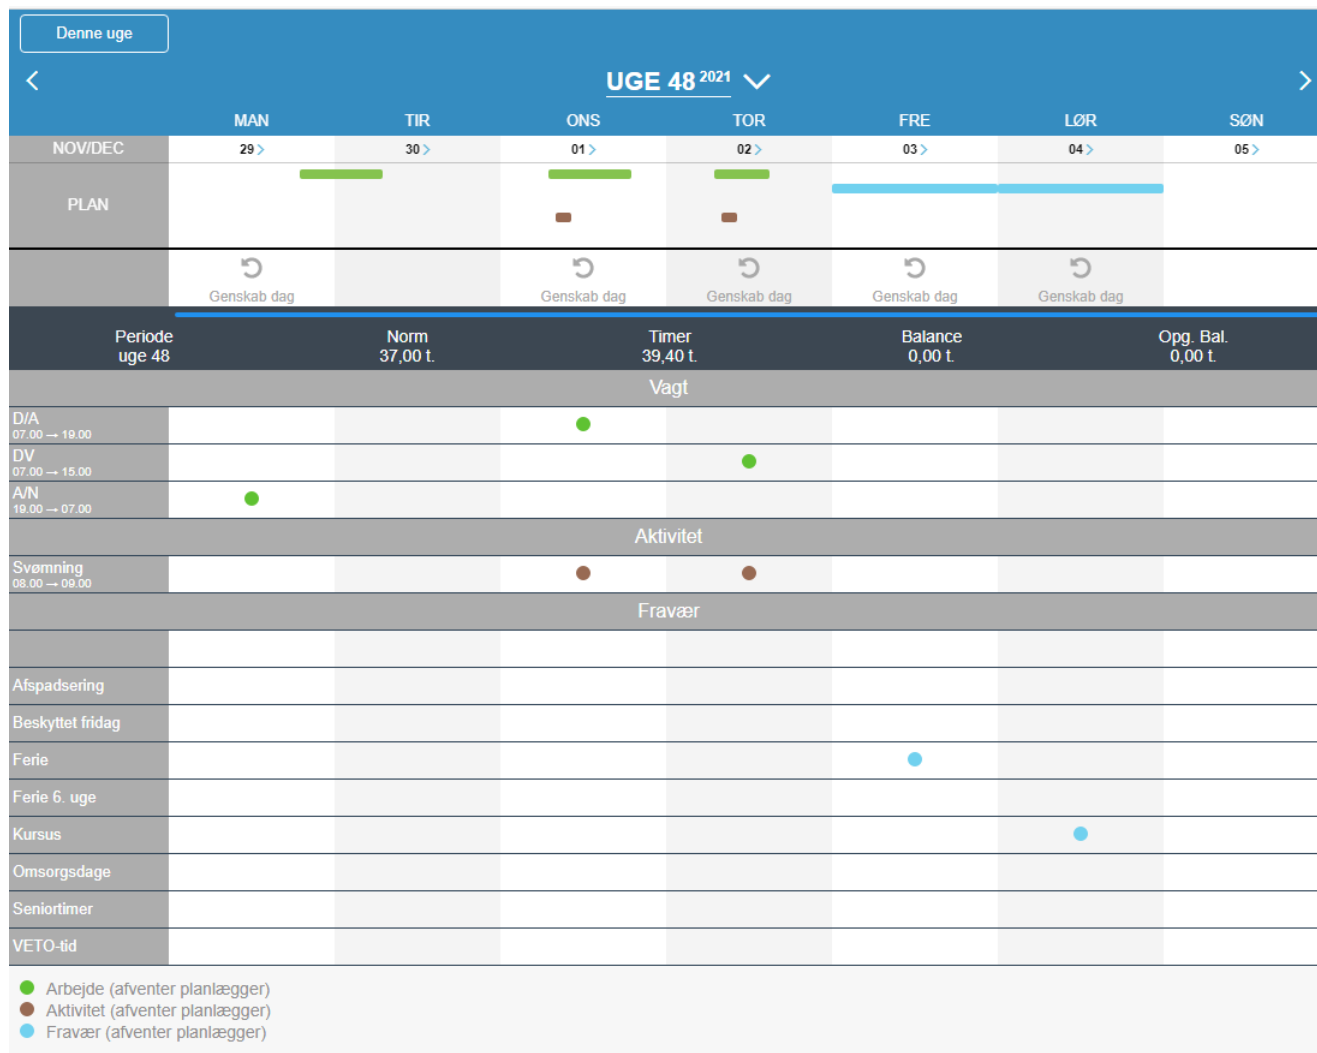 Denne uge
UGE 48 2021
MAN TIR ONS TOR FRE LØR SØN
NOV/DEC 29 30 01 02 03 04 05
PLAN
Genskab dag Genskab dag Genskab dag Genskab dag Genskab dag
Periode Norm Timer Balance Opg. Bal.
uge 48 37,00 t. 39,40 t. 0,00 t. 0,00 t.
Vagt
D/A
07.00 → 19.00
DV
07.00 → 15.00
A/N
19.00 → 07.00
Aktivitet
Svømning
08.00 → 09.00
Fravær
Afspadsering
Beskyttet fridag
Ferie
Ferie 6. uge
Kursus
Omsorgsdage
Seniortimer
VETO-tid
Arbejde (afventer planlægger)
Aktivitet (afventer planlægger)
Fravær (afventer planlægger)